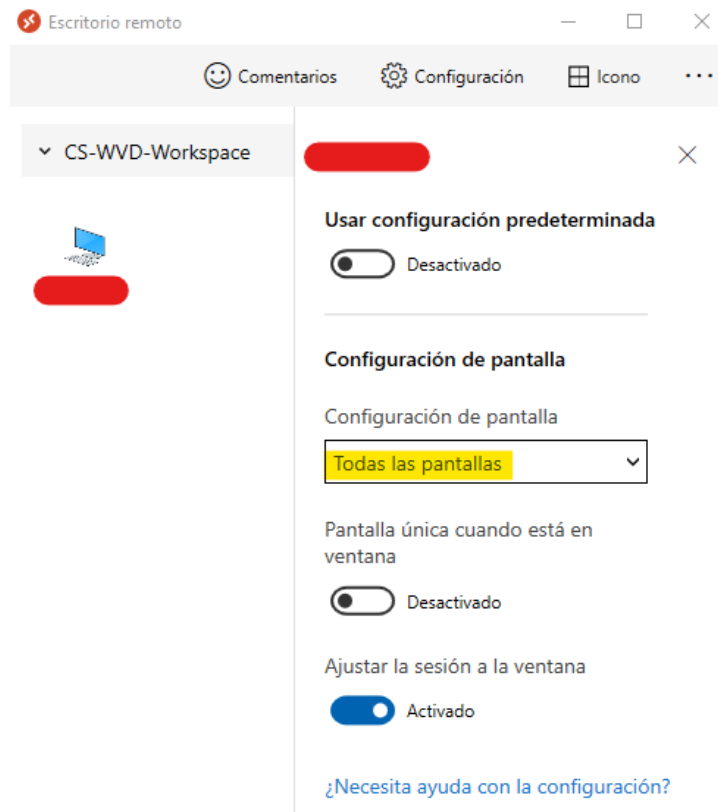 Escritorio remoto
Comentarios
Configuración
Icono
CS-WVD-Workspace
Usar configuración predeterminada
Desactivado
Configuración de pantalla
Configuración de pantalla
Todas las pantallas
Pantalla única cuando está en
ventana
Desactivado
Ajustar la sesión a la ventana
Activado
¿Necesita ayuda con la configuración?